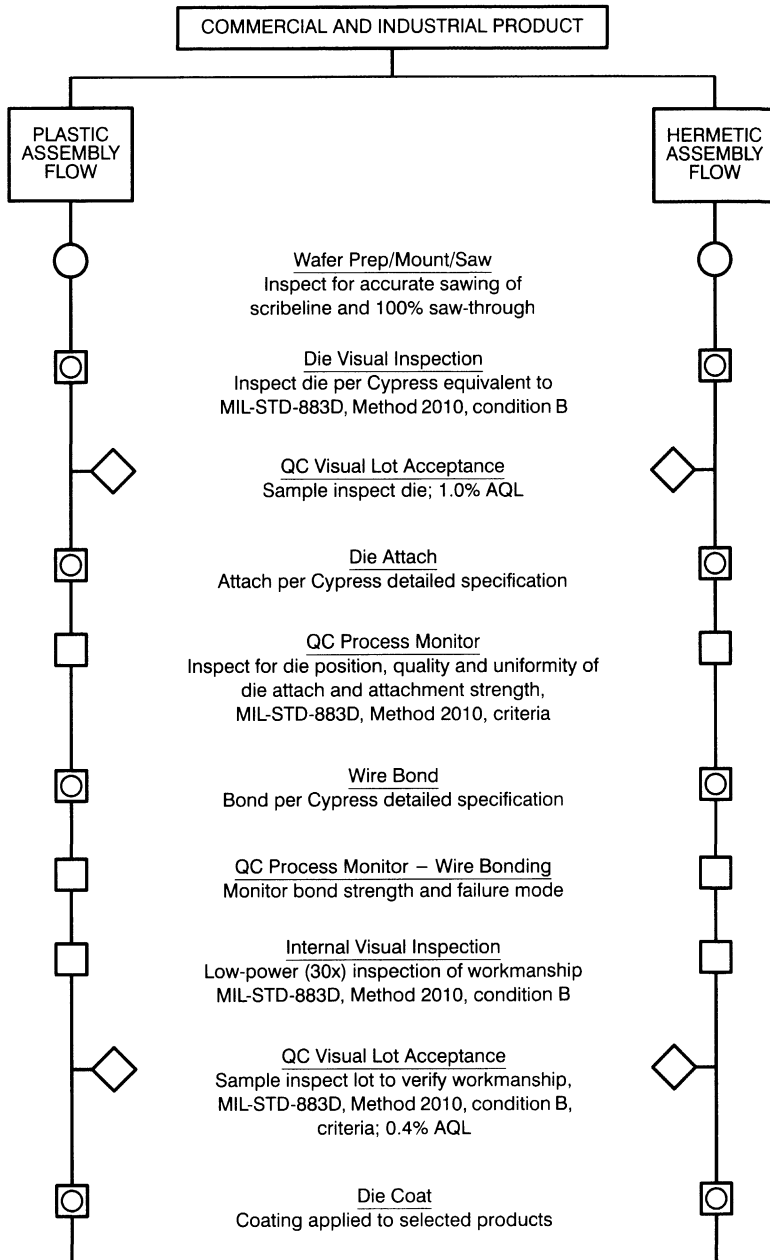 COMMERCIAL AND INDUSTRIAL PRODUCT
PLASTIC
ASSEMBLY
FLOW
HERMETIC
ASSEMBLY
FLOW
Wafer Prep/Mount/Saw
Inspect for accurate sawing of
scribeline and 100% saw-through
Die Visual Inspection
Inspect die per Cypress equivalent to
MIL-STD-883D, Method 2010, condition B
QC Visual Lot Acceptance
Sample inspect die; 1.0% AQL
Die Attach
Attach per Cypress detailed specification
QC Process Monitor
Inspect for die position, quality and uniformity of
die attach and attachment strength,
MIL-STD-883D, Method 2010, criteria
Wire Bond
Bond per Cypress detailed specification
QC Process Monitor – Wire Bonding
Monitor bond strength and failure mode
Internal Visual Inspection
Low-power (30x) inspection of workmanship
MIL-STD-883D, Method 2010, condition B
QC Visual Lot Acceptance
Sample inspect lot to verify workmanship,
MIL-STD-883D, Method 2010, condition B,
criteria; 0.4% AQL
Die Coat
Coating applied to selected products